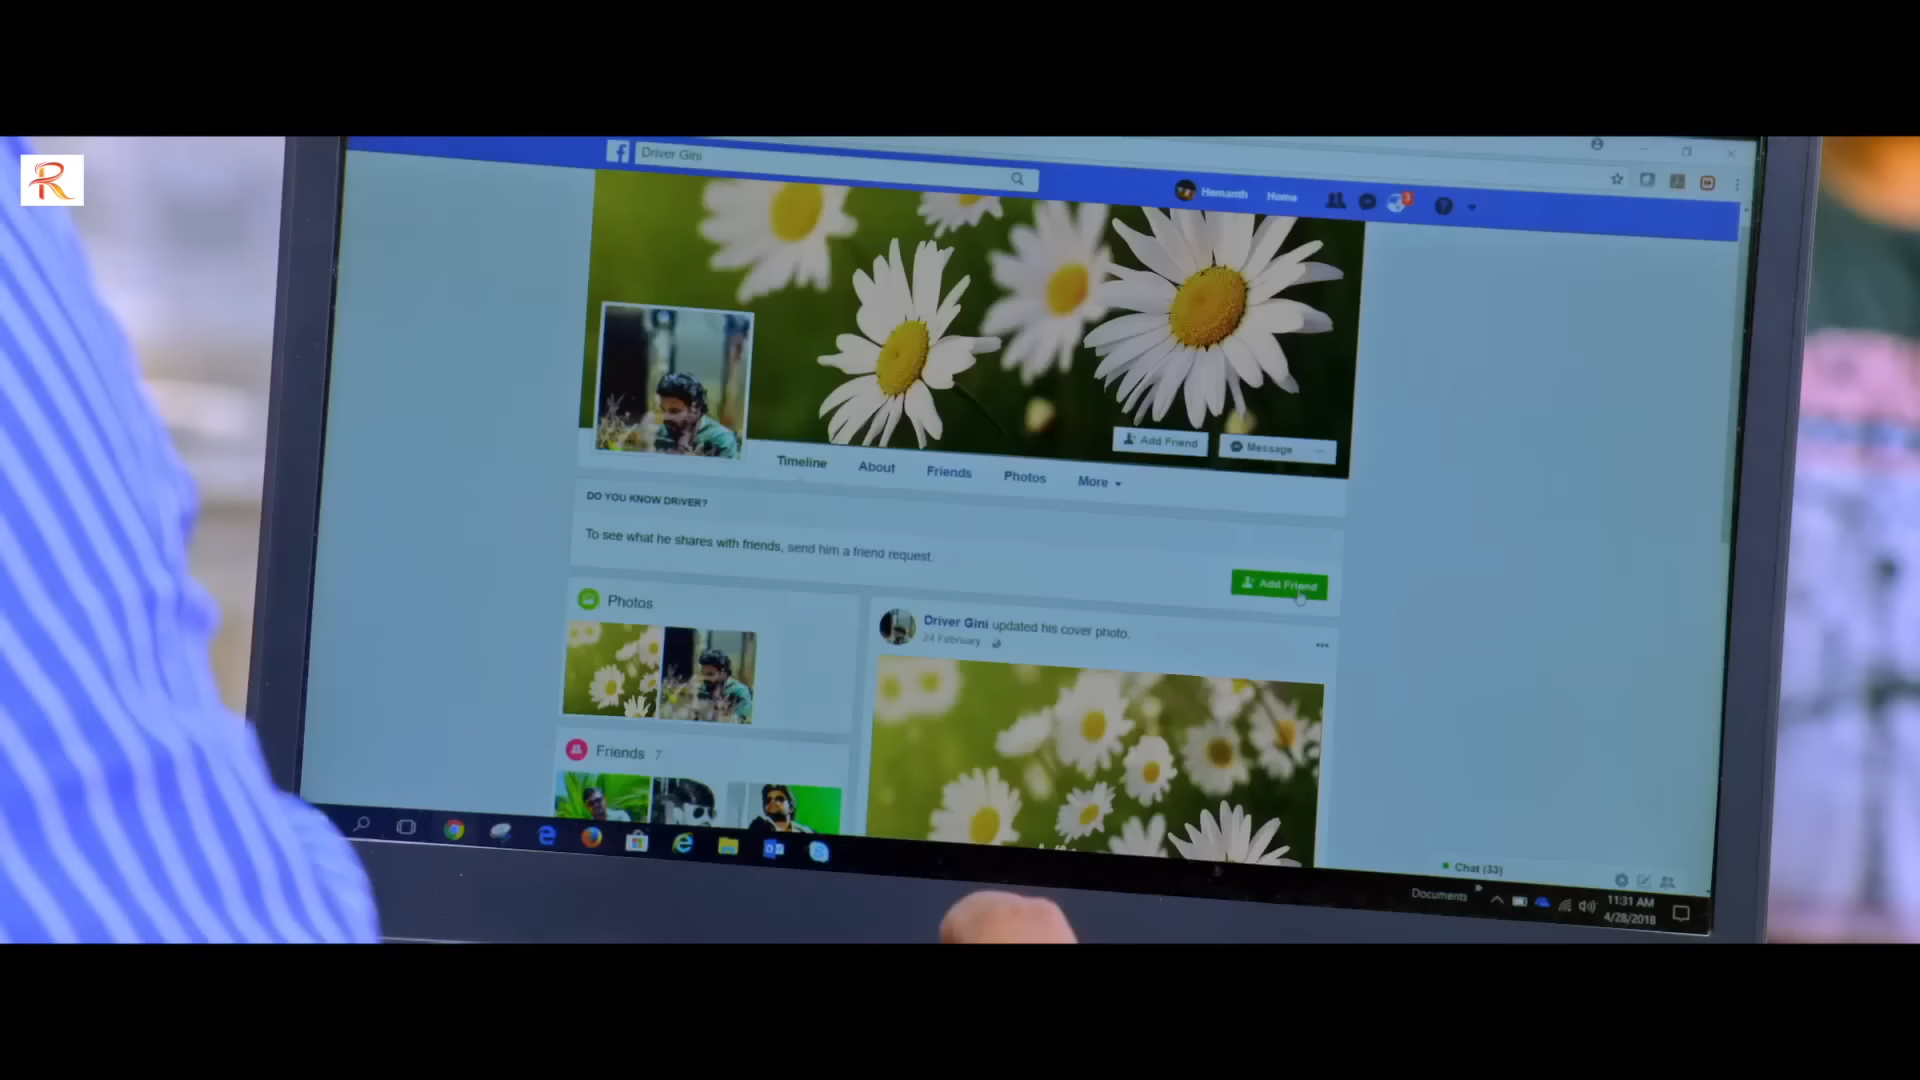 R
Driver Gini
Hemanth Home 3
Add Friend Message
Timeline About Friends Photos More
DO YOU KNOW DRIVER?
To see what he shares with friends, send him a friend request.
Add Friend
Photos
Driver Gini updated his cover photo.
24 February
Friends 7
Chat (33)
Documents
11:31 AM
4/28/2018